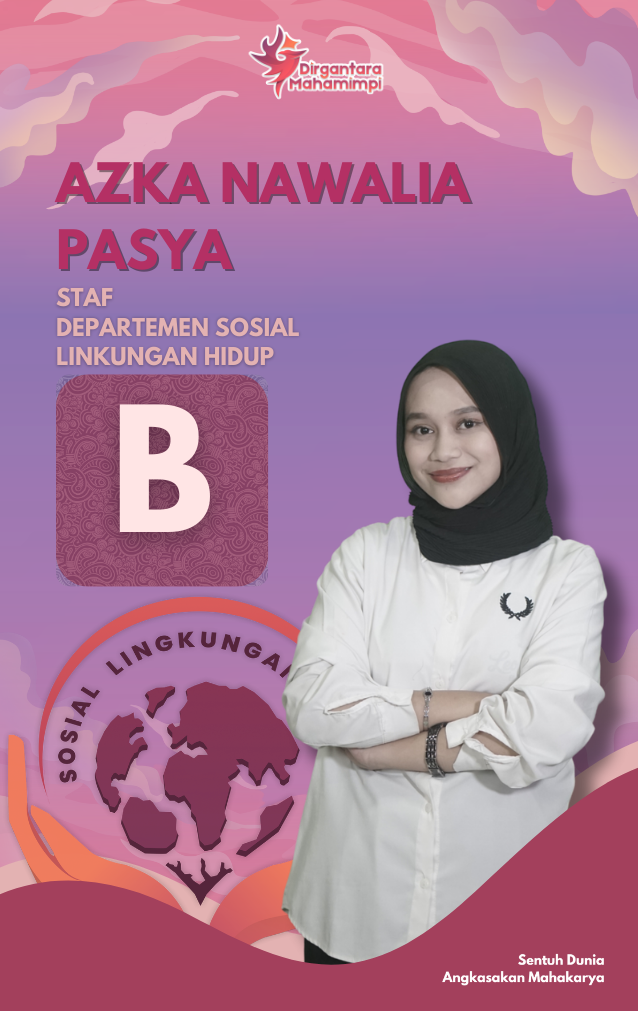 Dirgantara
Mahamimpi
AZKA NAWALIA
PASYA
STAF
DEPARTEMEN SOSIAL
LINKUNGAN HIDUP
B
SOSIAL LINGKUNGAN
Sentuh Dunia
Angkasakan Mahakarya